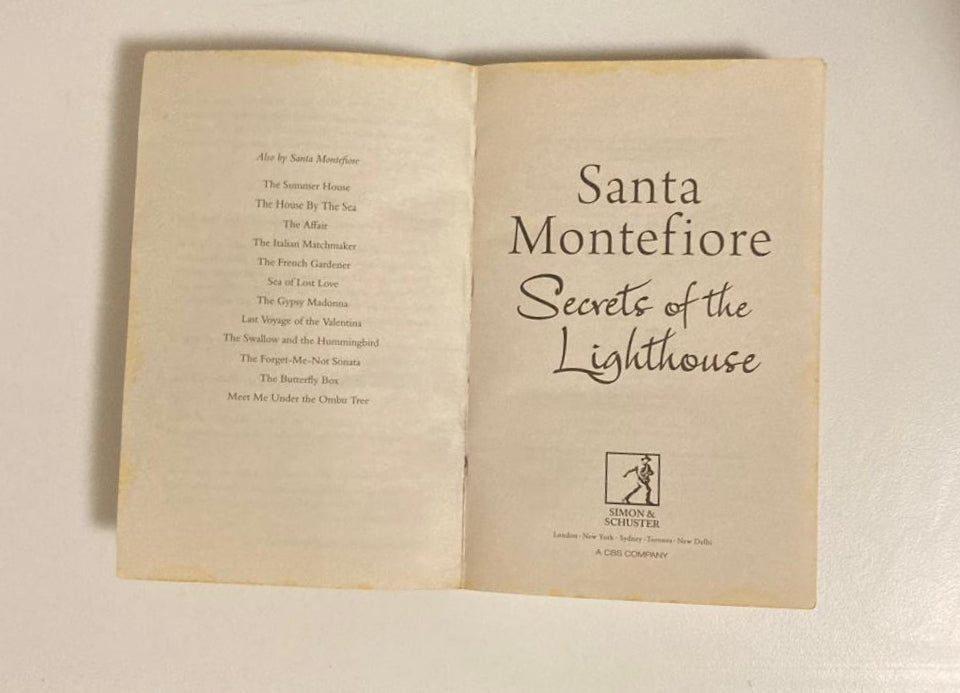 Also by Santa Montefiore
The Summer House
The House By The Sea
The Affair
The Italian Matchmaker
The French Gardener
Sea of Lost Love
The Gypsy Madonna
Last Voyage of the Valentina
The Swallow and the Hummingbird
The Forget-Me-Not Sonata
The Butterfly Box
Meet Me Under the Ombu Tree
Santa
Montefiore
Secrets of the
Lighthouse
SIMON &
SCHUSTER
London · New York · Sydney · Toronto · New Delhi
A CBS COMPANY